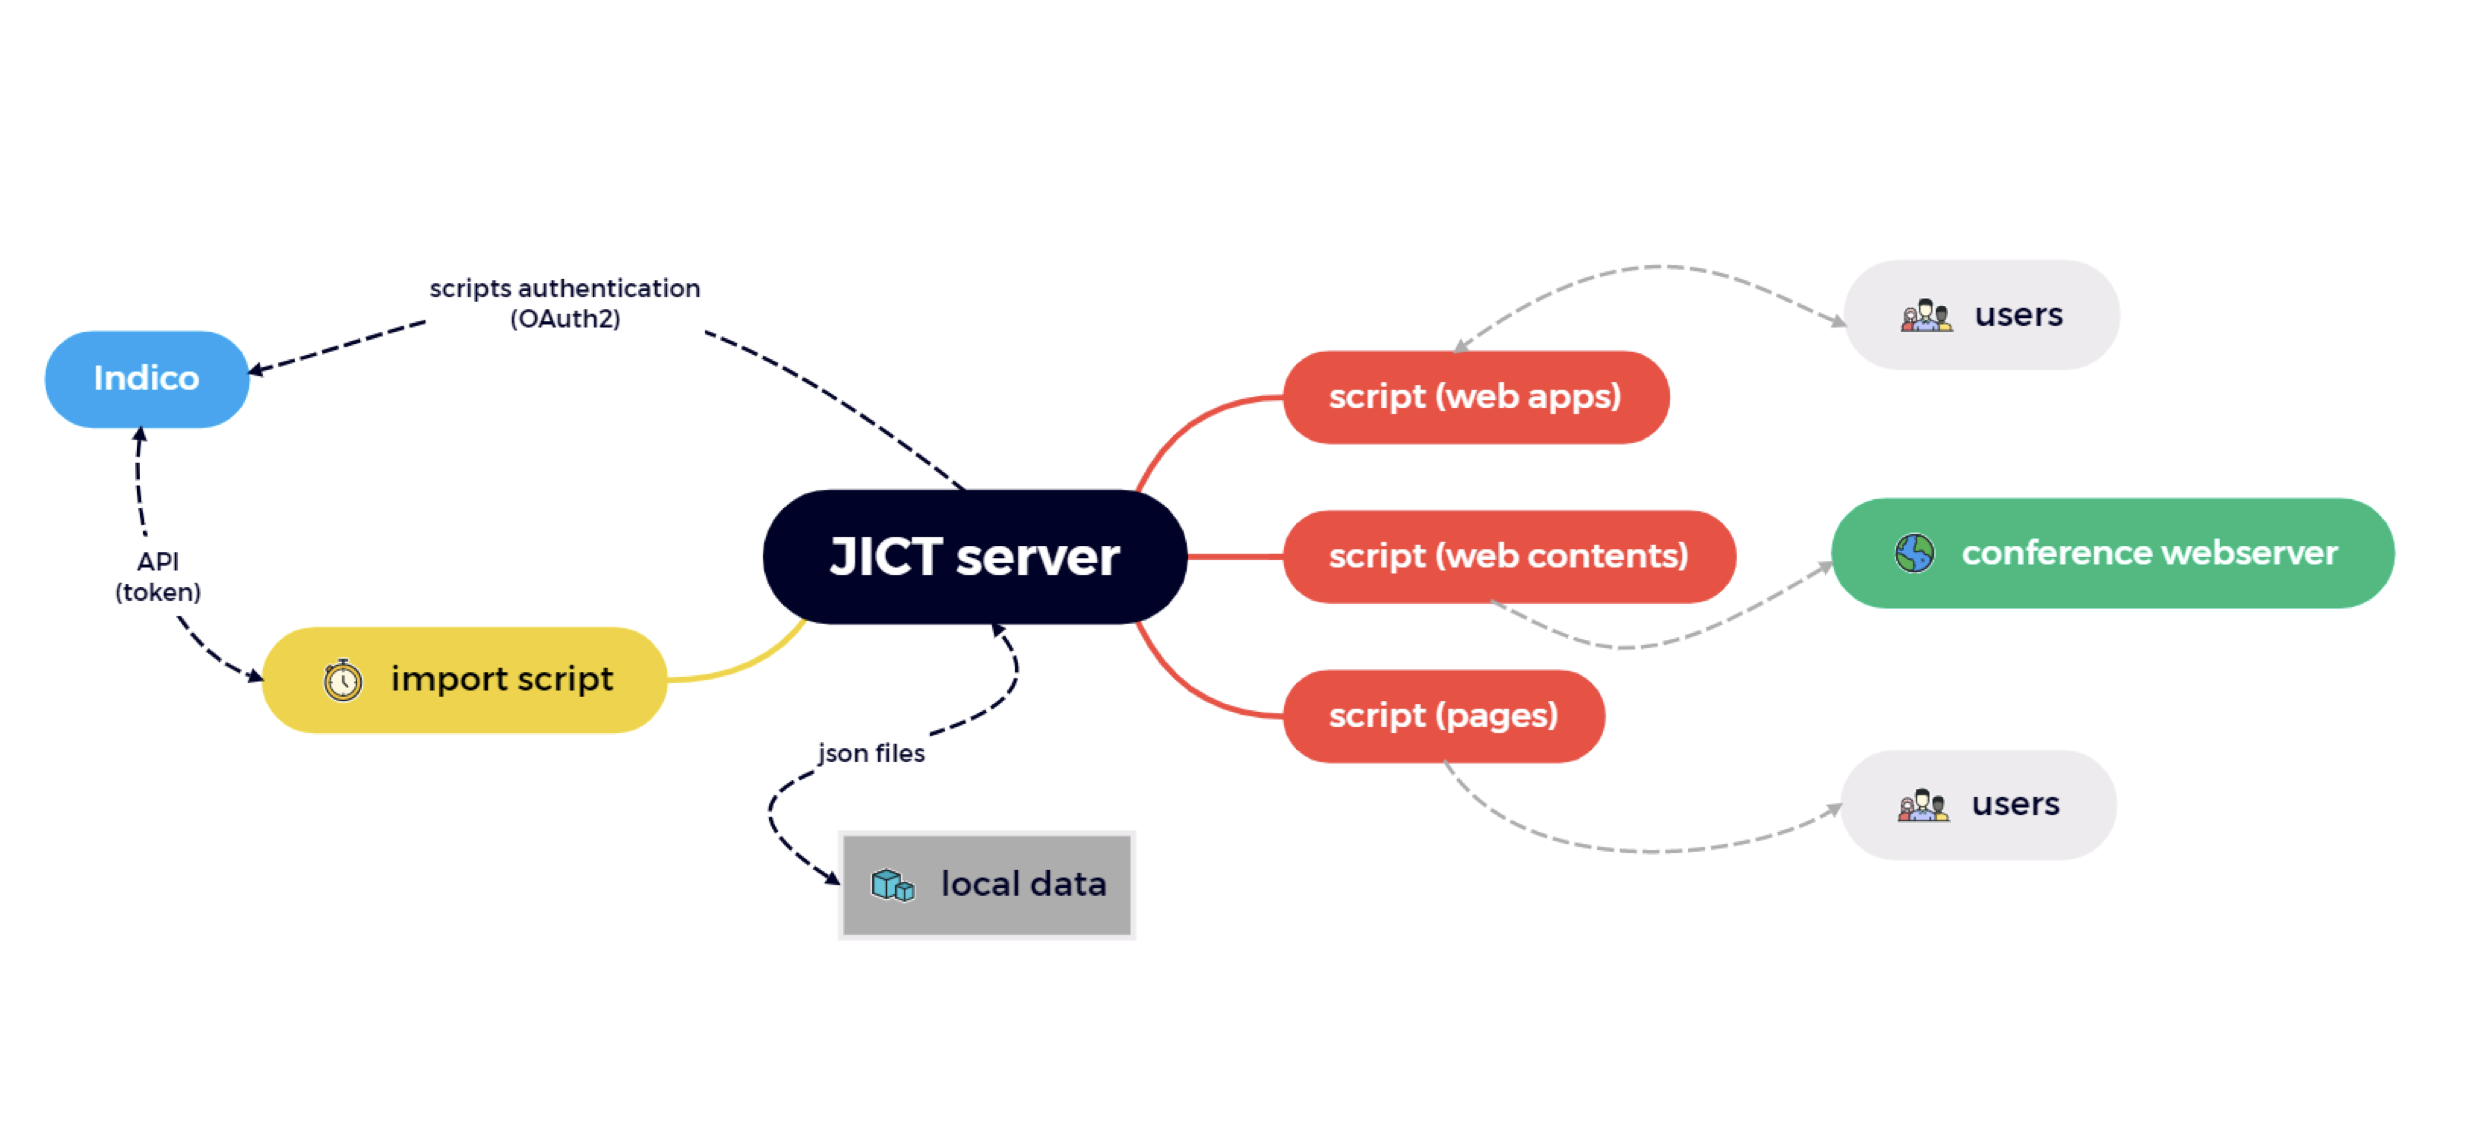 scripts authentication
(OAuth2)
Indico
API
(token)
import script
JICT server
json files
local data
script (web apps)
script (web contents)
script (pages)
users
conference webserver
users